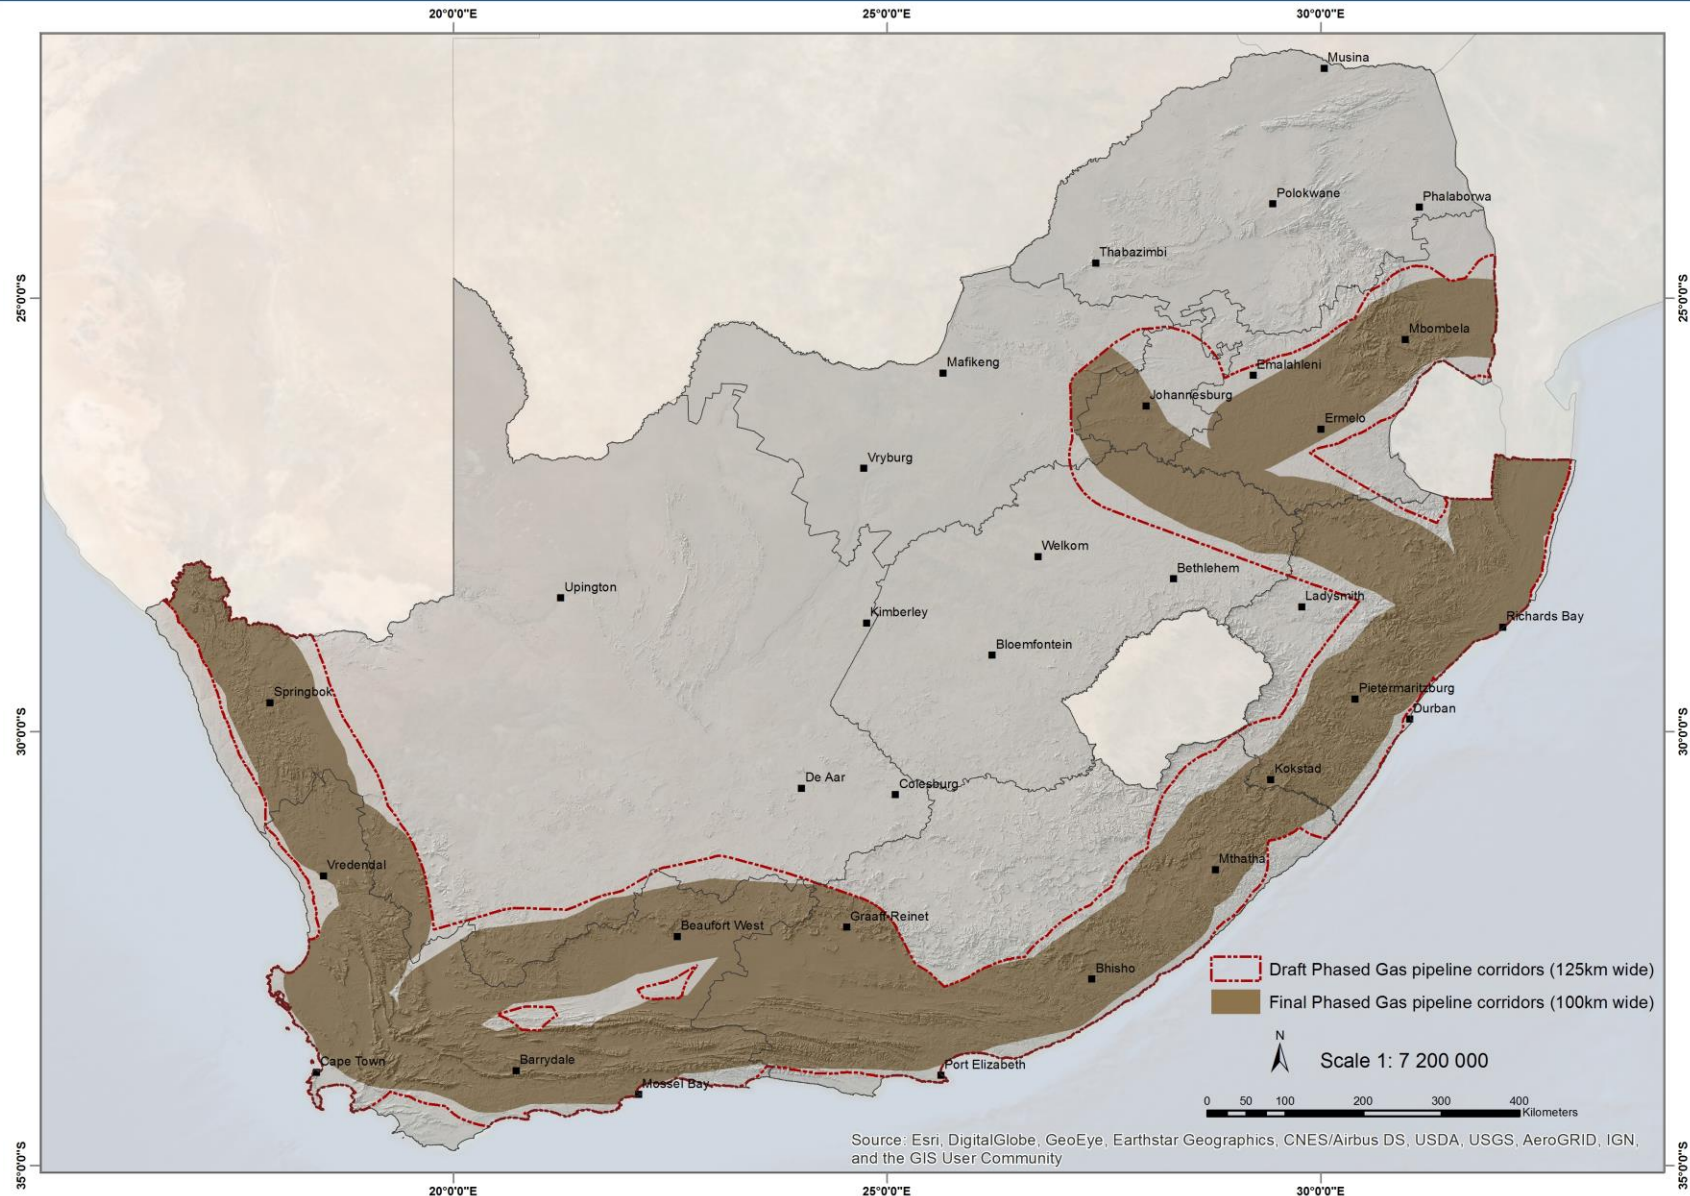 20°0'0"E 25°0'0"E 30°0'0"E
Musina
Polokwane
Phalaborwa
Thabazimbi
25°0'0"S 25°0'0"S
Mbombela
Mafikeng
Emalahleni
Johannesburg
Ermelo
Vryburg
Welkom
Bethlehem
Upington
Ladysmith
Kimberley
Richards Bay
Bloemfontein
Springbok
Pietermaritzburg
Durban
30°0'0"S 30°0'0"S
Kokstad
De Aar
Colesburg
Mthatha
Vredendal
Graaff-Reinet
Beaufort West
Bhisho
Draft Phased Gas pipeline corridors (125km wide)
Final Phased Gas pipeline corridors (100km wide)
N
Scale 1: 7 200 000
Cape Town
Barrydale
Port Elizabeth
Mossel Bay
0 50 100 200 300 400
Kilometers
Source: Esri, DigitalGlobe, GeoEye, Earthstar Geographics, CNES/Airbus DS, USDA, USGS, AeroGRID, IGN,
and the GIS User Community
35°0'0"S 35°0'0"S
20°0'0"E 25°0'0"E 30°0'0"E